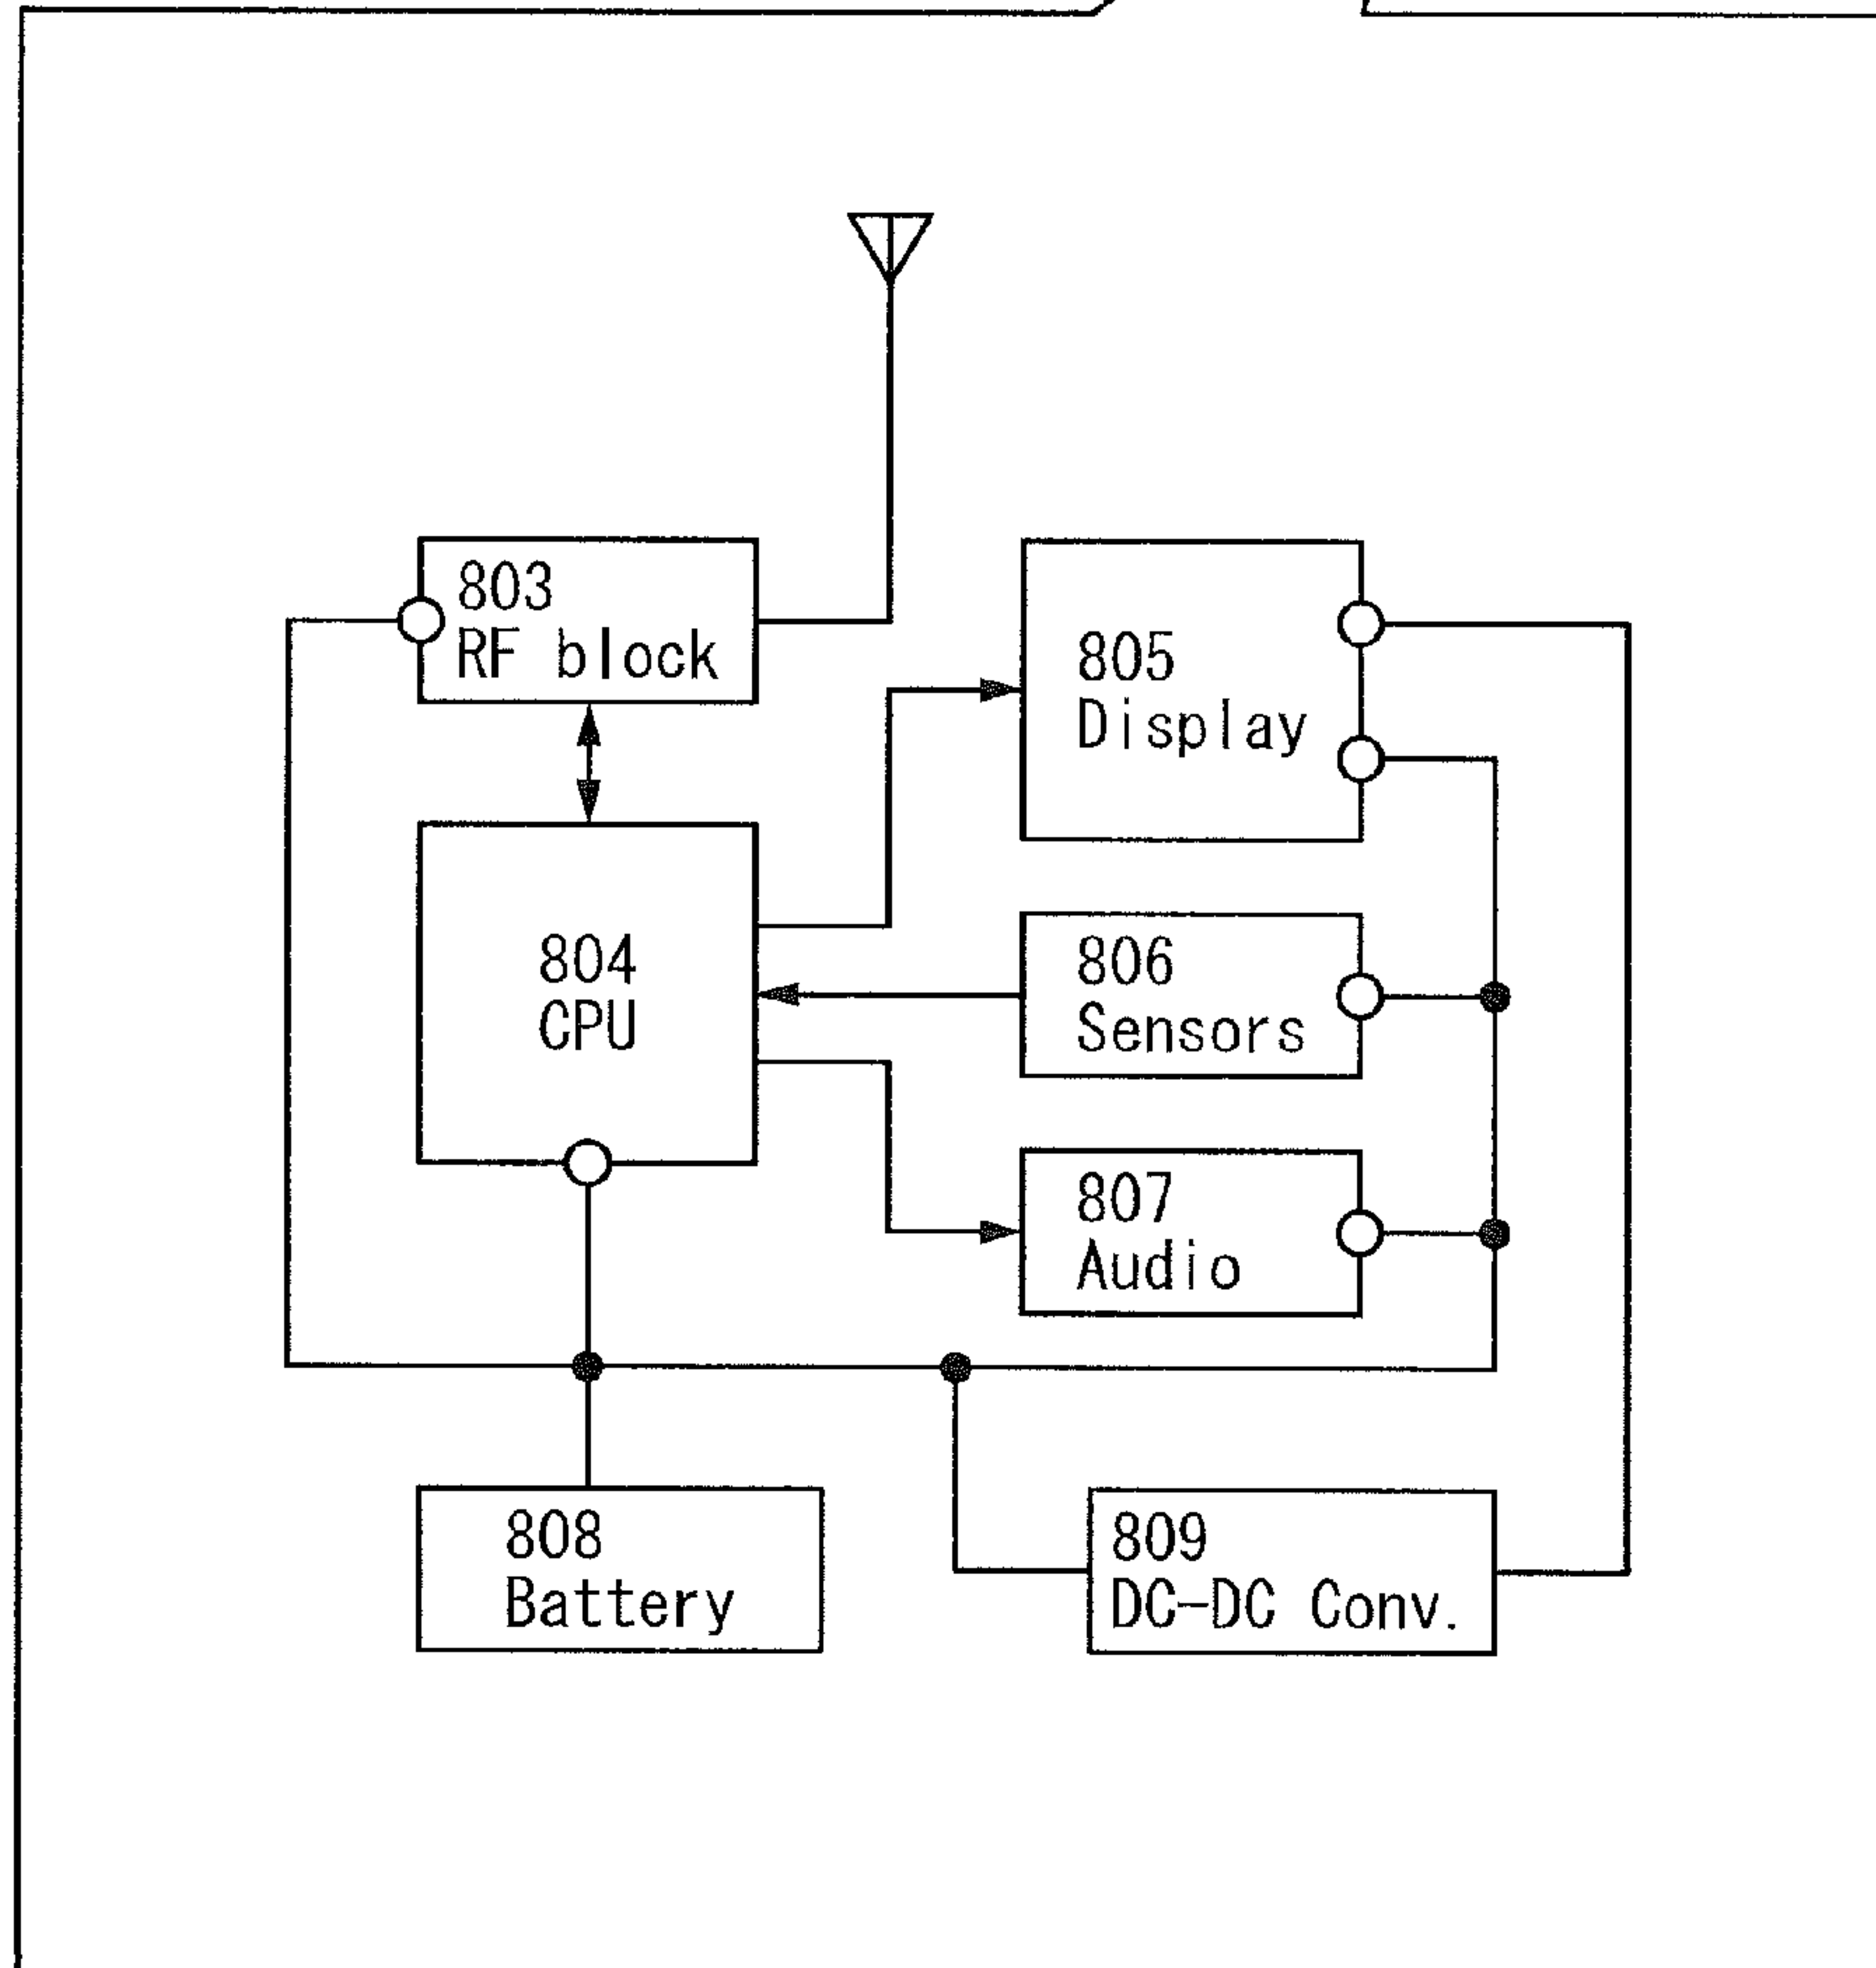 803
RF block
805
Display
804
CPU
806
Sensors
807
Audio
808
Battery
809
DC-DC Conv.